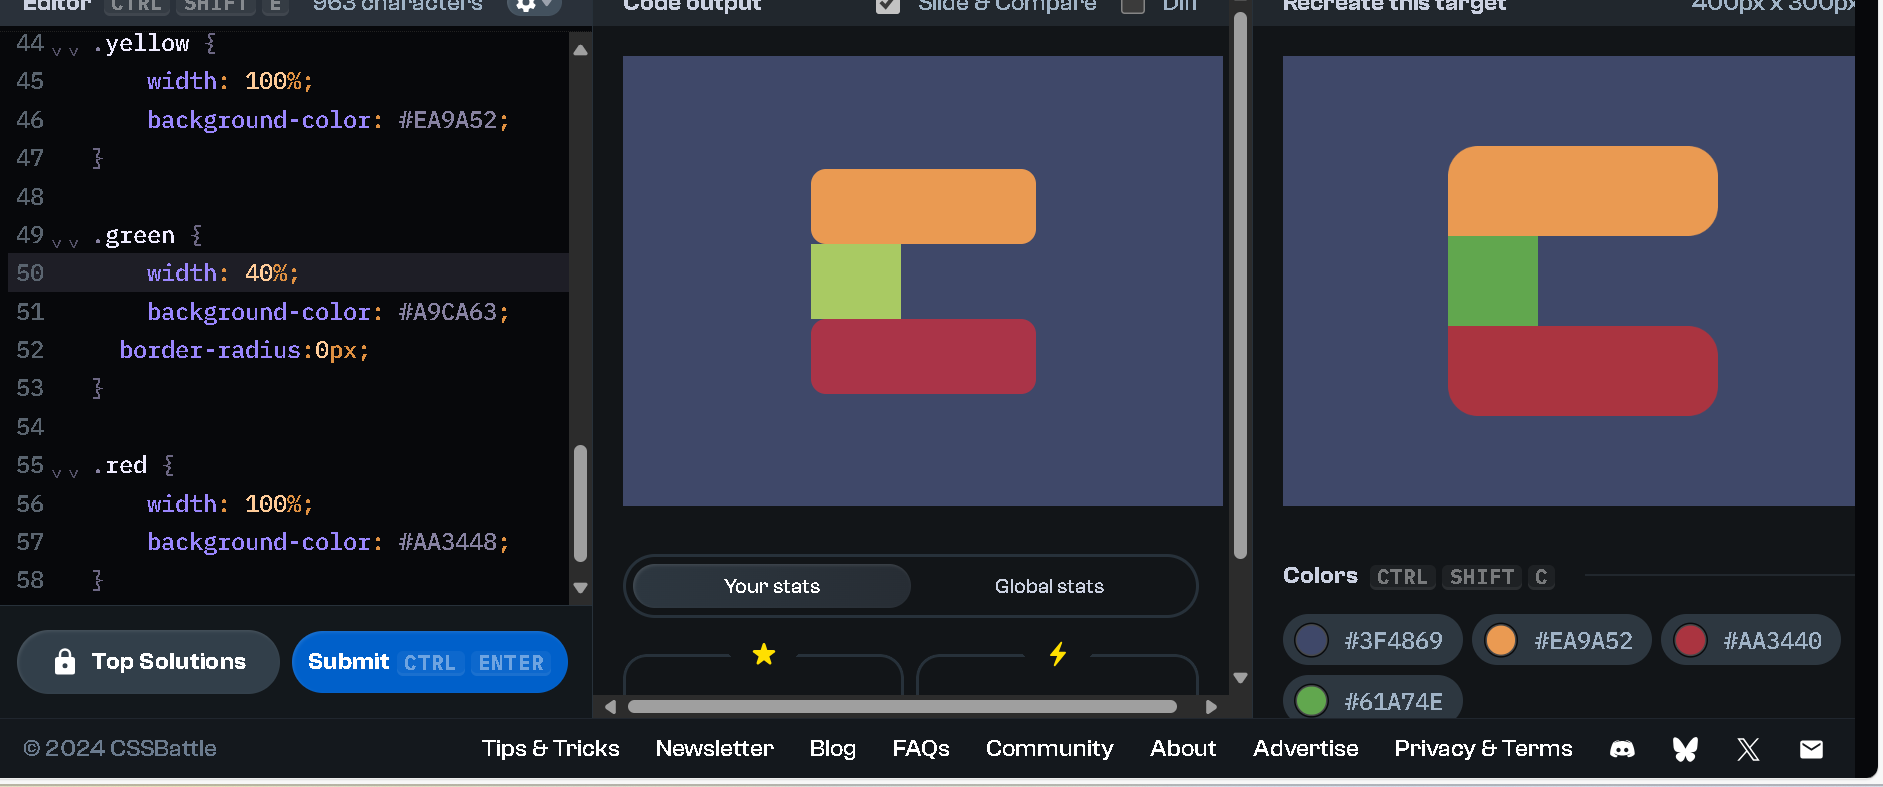 Editor CTRL SHIFT E 963 characters
44 .yellow {
45 width: 100%;
46 background-color: #EA9A52;
47 }
48
49 .green {
50 width: 40%;
51 background-color: #A9CA63;
52 border-radius:0px;
53 }
54
55 .red {
56 width: 100%;
57 background-color: #AA3448;
58 }
Top Solutions
Submit CTRL ENTER
Code output Slide & Compare Diff
Your stats Global stats
Recreate this target 400px x 300px
Colors CTRL SHIFT C
#3F4869 #EA9A52 #AA3440
#61A74E
© 2024 CSSBattle Tips & Tricks Newsletter Blog FAQs Community About Advertise Privacy & Terms